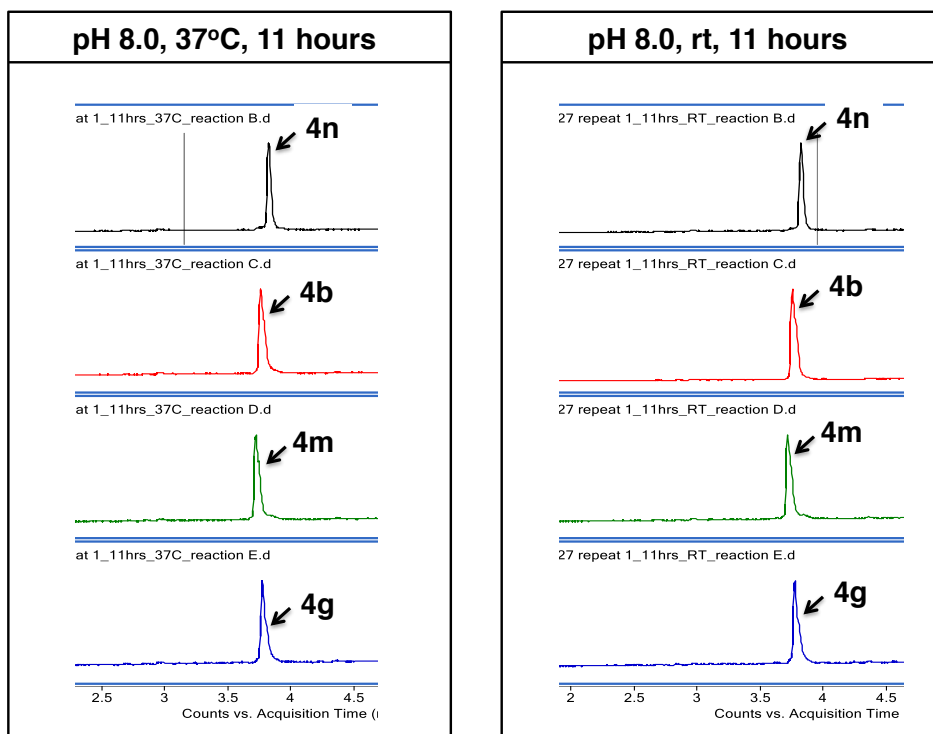 pH 8.0, 37°C, 11 hours
at 1_11hrs_37C_reaction B.d
4n
at 1_11hrs_37C_reaction C.d
4b
at 1_11hrs_37C_reaction D.d
4m
at 1_11hrs_37C_reaction E.d
4g
2.5 3 3.5 4 4.5
Counts vs. Acquisition Time (
pH 8.0, rt, 11 hours
27 repeat 1_11hrs_RT_reaction B.d
4n
27 repeat 1_11hrs_RT_reaction C.d
4b
27 repeat 1_11hrs_RT_reaction D.d
4m
27 repeat 1_11hrs_RT_reaction E.d
4g
2 2.5 3 3.5 4 4.5
Counts vs. Acquisition Time